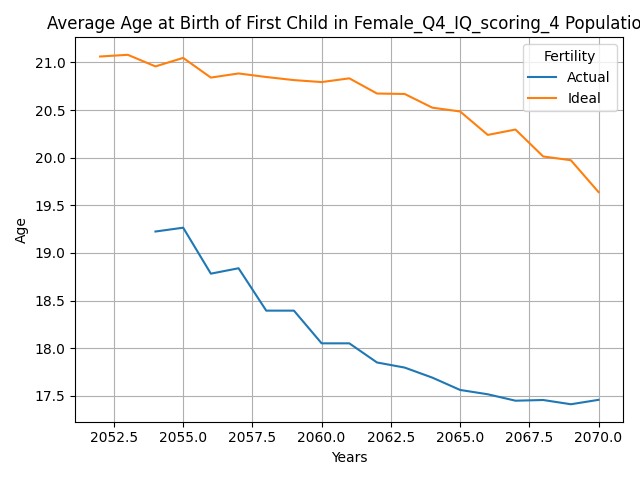 Average Age at Birth of First Child in Female_Q4_IQ_scoring_4 Populatio
Fertility
Actual
Ideal
21.0
20.5
20.0
19.5
19.0
18.5
18.0
17.5
Age
2052.5 2055.0 2057.5 2060.0 2062.5 2065.0 2067.5 2070.0
Years